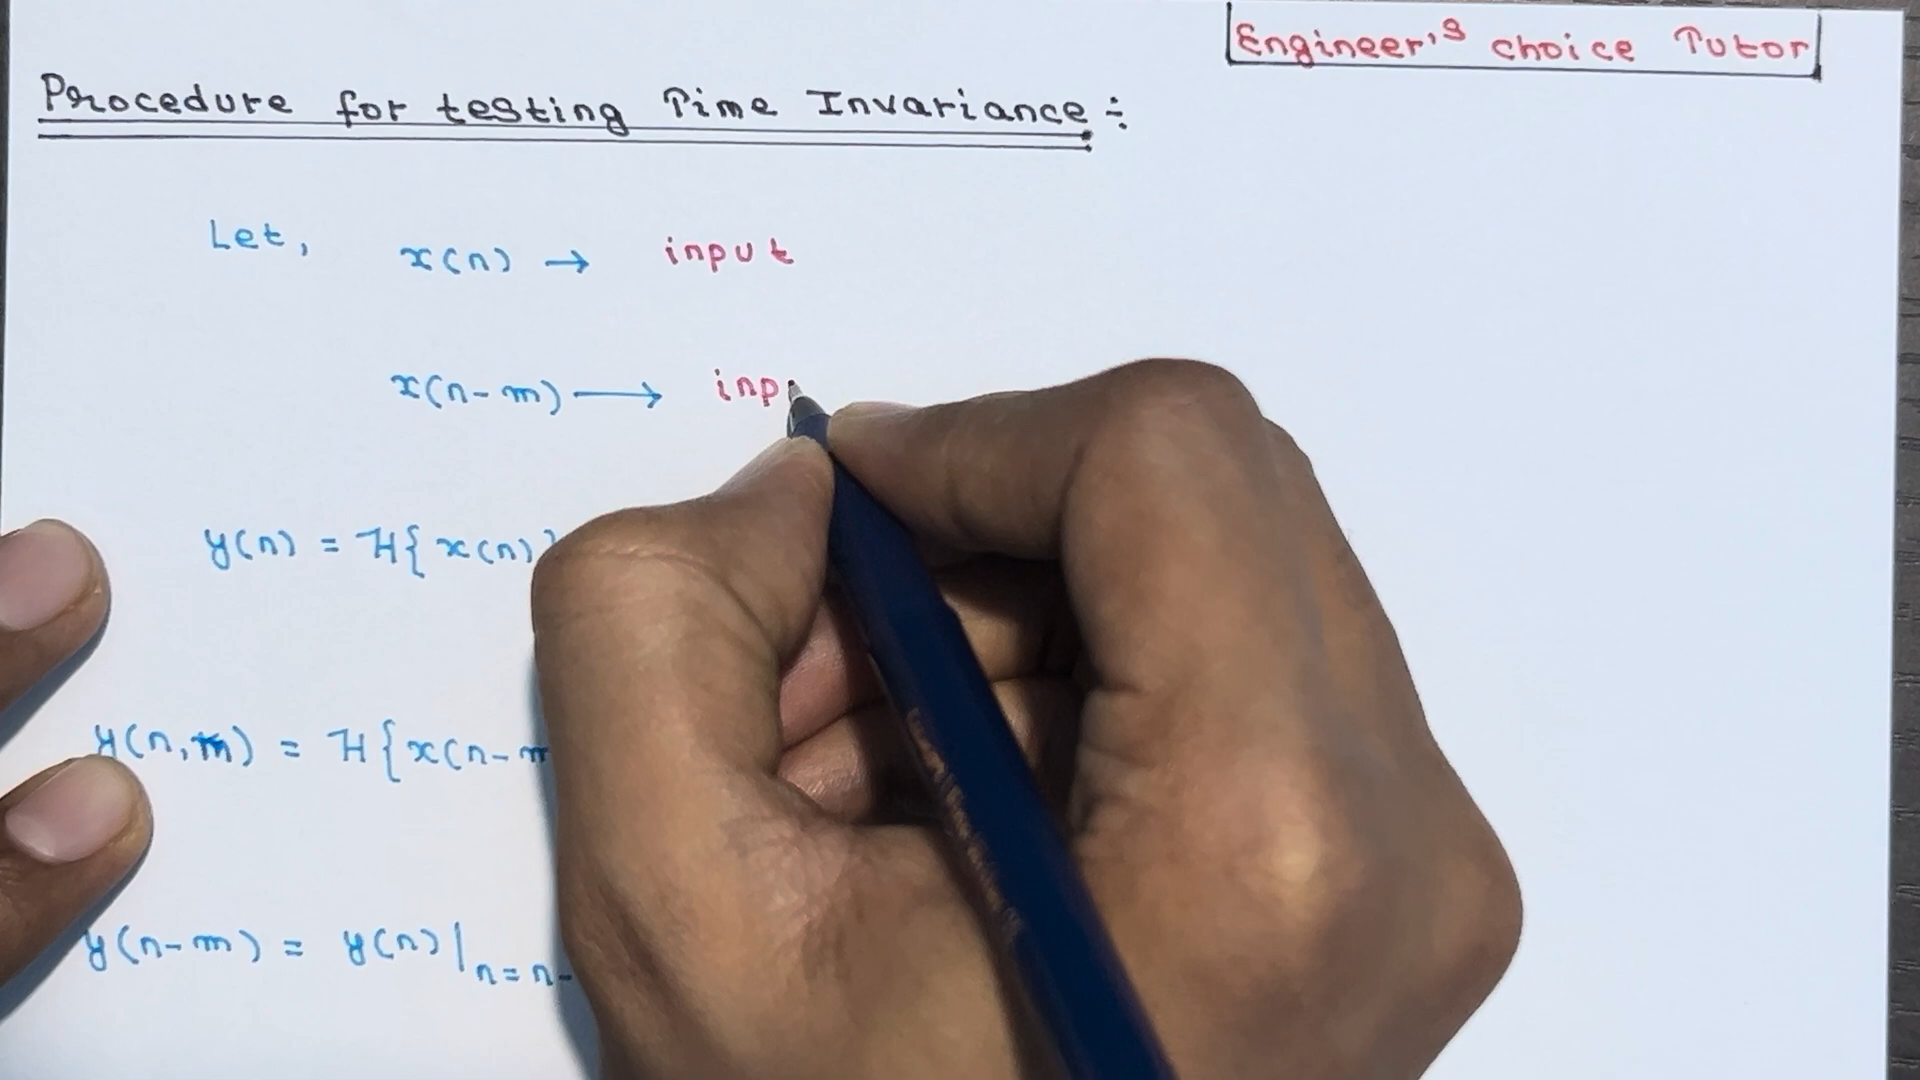 Engineer's choice Tutor
Procedure for testing Time Invariance :-
Let, x(n) → input
x(n-m) → inp
y(n) = H{x(n)}
y(n,m) = H{x(n-m
y(n-m) = y(n)|n=n-